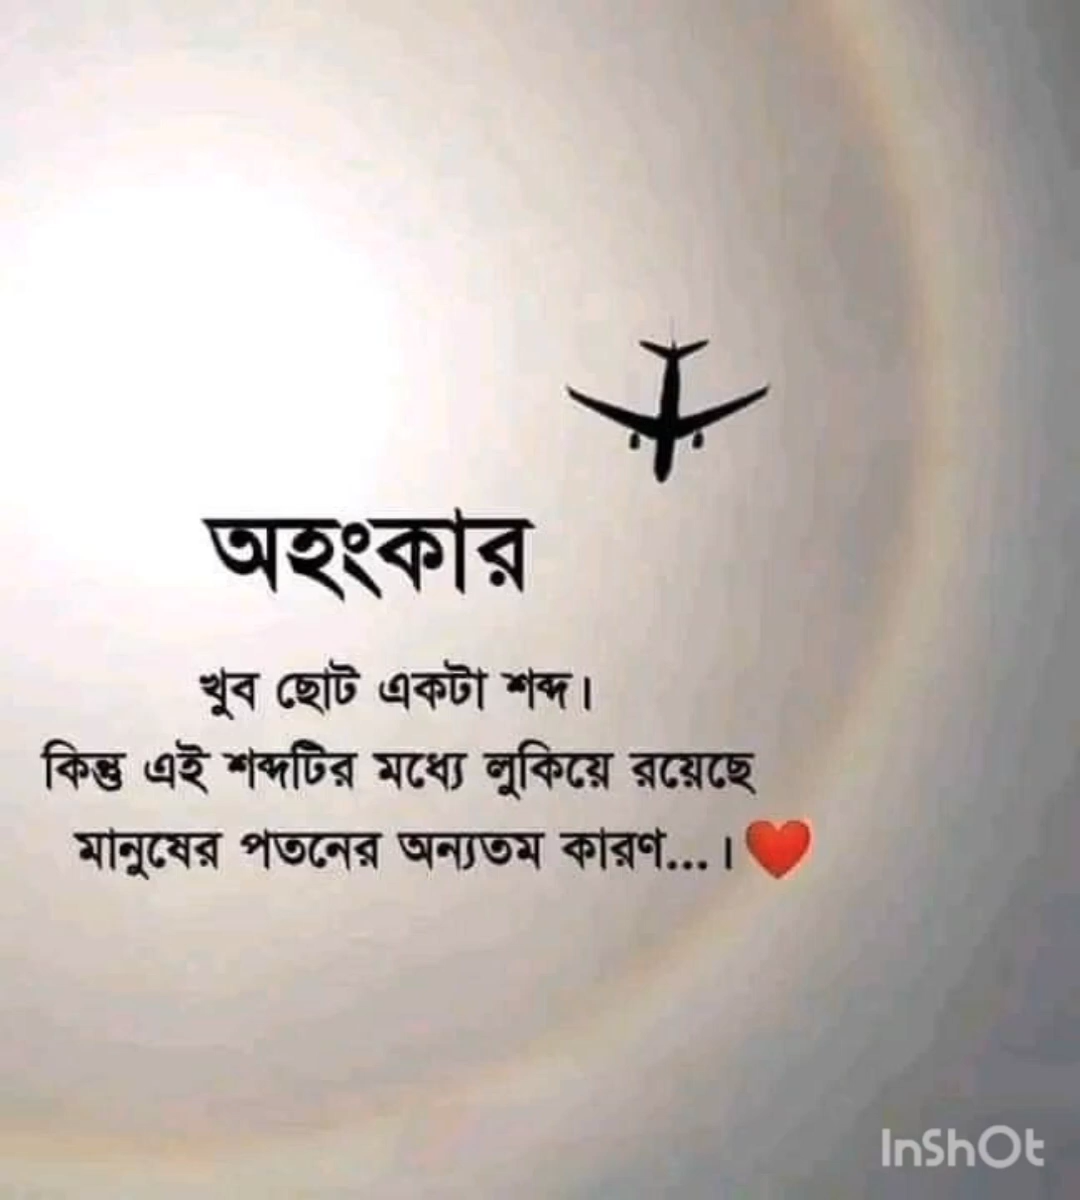 অহংকার
খুব ছোট একটা শব্দ।
কিন্তু এই শব্দটির মধ্যে লুকিয়ে রয়েছে
মানুষের পতনের অন্যতম কারণ...।❤️
InShOt